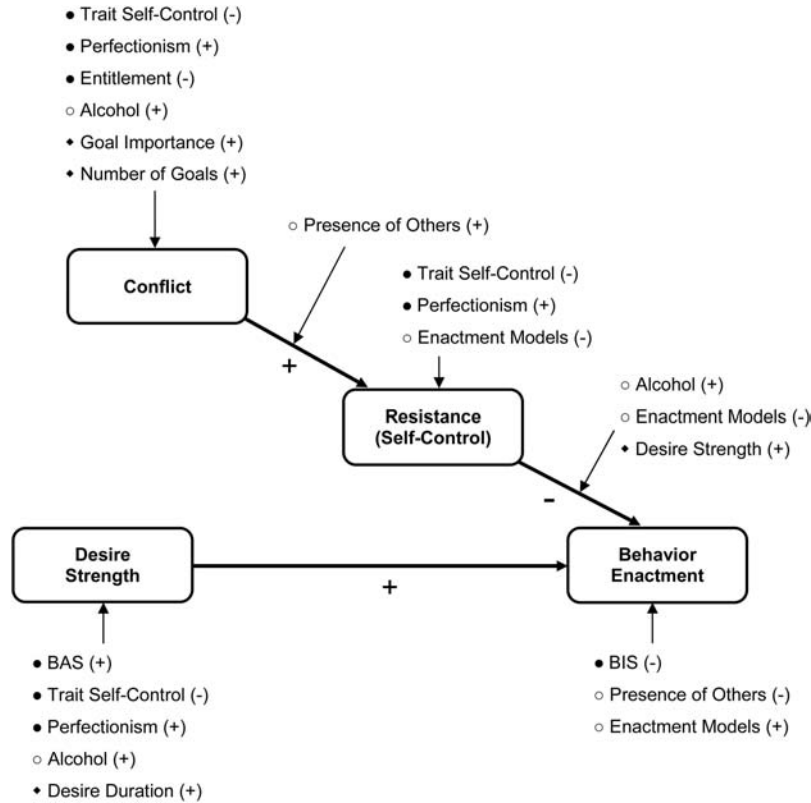 ● Trait Self-Control (-)
● Perfectionism (+)
● Entitlement (-)
○ Alcohol (+)
◆ Goal Importance (+)
◆ Number of Goals (+)
○ Presence of Others (+)
Conflict
● Trait Self-Control (-)
● Perfectionism (+)
○ Enactment Models (-)
+
○ Alcohol (+)
○ Enactment Models (-)
◆ Desire Strength (+)
Resistance
(Self-Control)
-
Desire
Strength
+
Behavior
Enactment
● BAS (+)
● Trait Self-Control (-)
● Perfectionism (+)
○ Alcohol (+)
◆ Desire Duration (+)
● BIS (-)
○ Presence of Others (-)
○ Enactment Models (+)